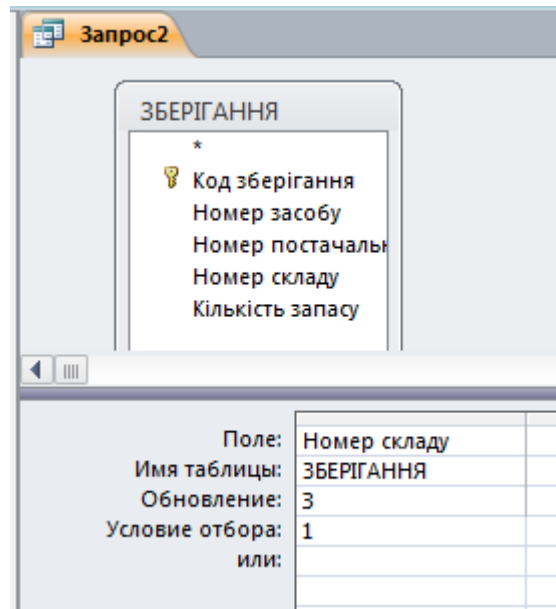 Запрос2
ЗБЕРІГАННЯ
*
Код зберігання
Номер засобу
Номер постачальн
Номер складу
Кількість запасу
Поле: Номер складу
Имя таблицы: ЗБЕРІГАННЯ
Обновление: 3
Условие отбора: 1
или: